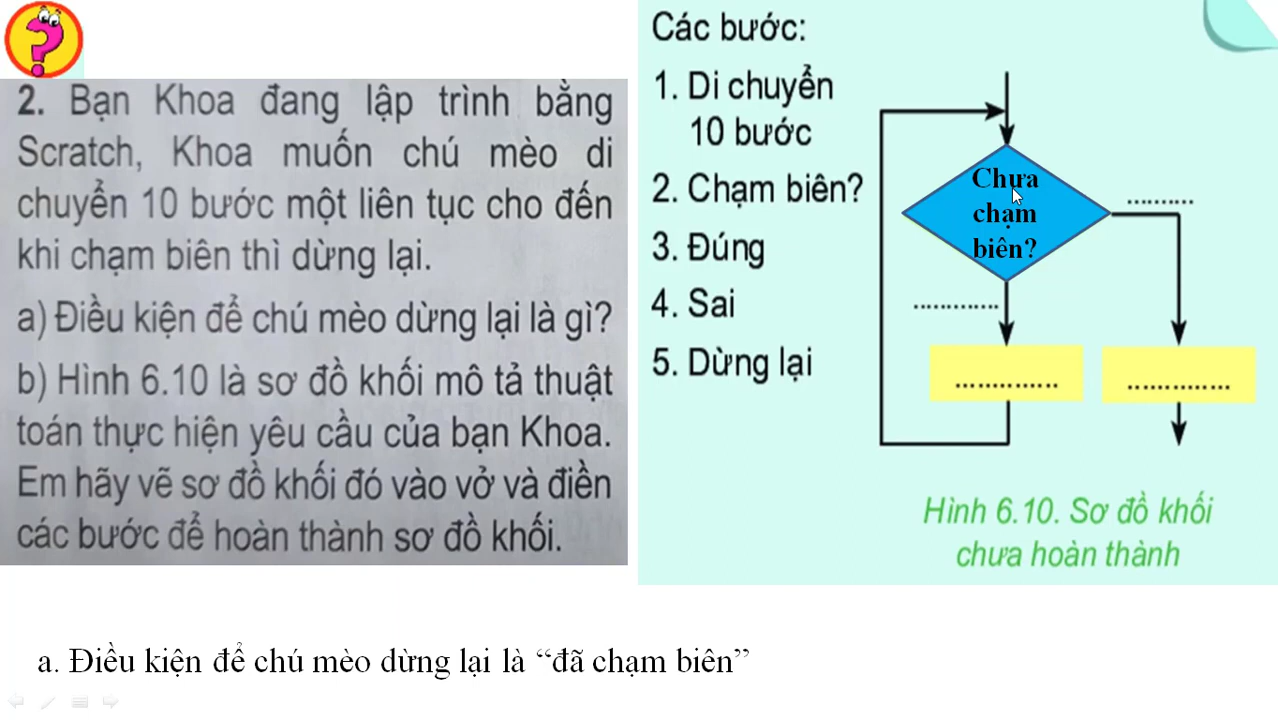 2. Bạn Khoa đang lập trình bằng
Scratch, Khoa muốn chú mèo di
chuyển 10 bước một liên tục cho đến
khi chạm biên thì dừng lại.
a) Điều kiện để chú mèo dừng lại là gì?
b) Hình 6.10 là sơ đồ khối mô tả thuật
toán thực hiện yêu cầu của bạn Khoa.
Em hãy vẽ sơ đồ khối đó vào vở và điền
các bước để hoàn thành sơ đồ khối.
Các bước:
1. Di chuyển
10 bước
2. Chạm biên?
3. Đúng
4. Sai
5. Dừng lại
Chưa
chạm
biên?
..........
.............
.............
.............
Hình 6.10. Sơ đồ khối
chưa hoàn thành
a. Điều kiện để chú mèo dừng lại là “đã chạm biên”